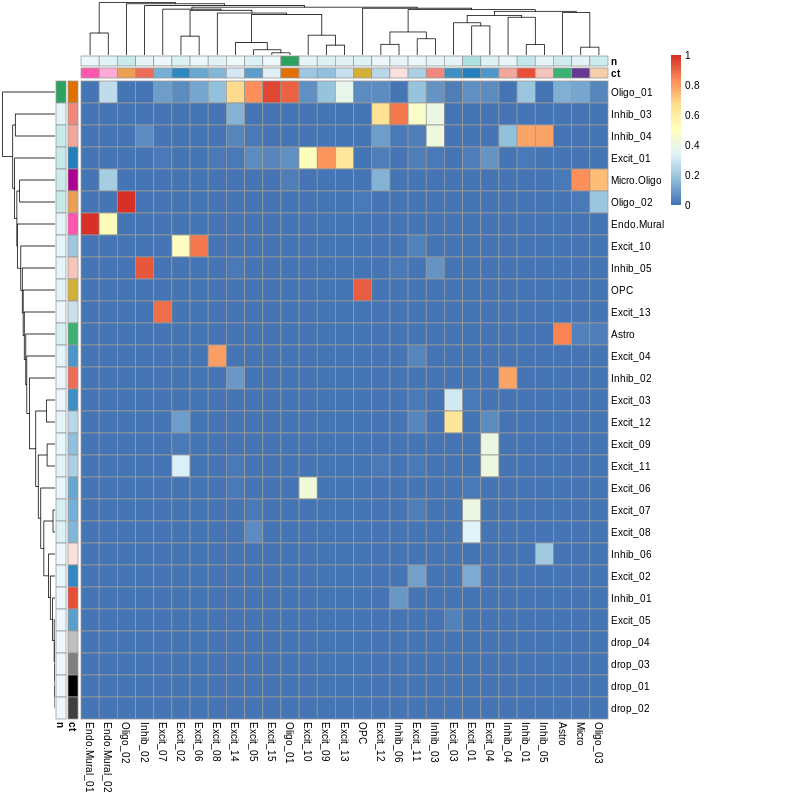 n
ct
1
0.8
0.6
0.4
0.2
0
Oligo_01
Inhib_03
Inhib_04
Excit_01
Micro.Oligo
Oligo_02
Endo.Mural
Excit_10
Inhib_05
OPC
Excit_13
Astro
Excit_04
Inhib_02
Excit_03
Excit_12
Excit_09
Excit_11
Excit_06
Excit_07
Excit_08
Inhib_06
Excit_02
Inhib_01
Excit_05
drop_04
drop_03
drop_01
drop_02
n
ct
Endo.Mural_01
Endo.Mural_02
Oligo_02
Inhib_02
Excit_07
Excit_02
Excit_06
Excit_08
Excit_14
Excit_05
Excit_15
Oligo_01
Excit_10
Excit_09
Excit_13
OPC
Excit_12
Inhib_06
Excit_11
Inhib_03
Excit_03
Excit_01
Excit_04
Inhib_04
Inhib_01
Inhib_05
Astro
Micro
Oligo_03